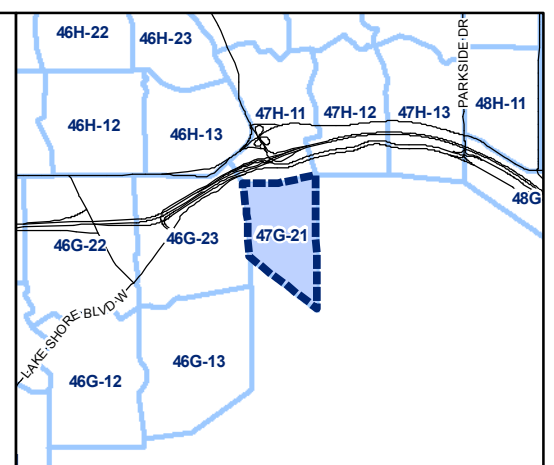 46H-22
46H-23
PARKSIDE DR
46H-12
46H-13
47H-11
47H-12
47H-13
48H-11
48G
46G-22
46G-23
47G-21
LAKE SHORE BLVD W
46G-12
46G-13